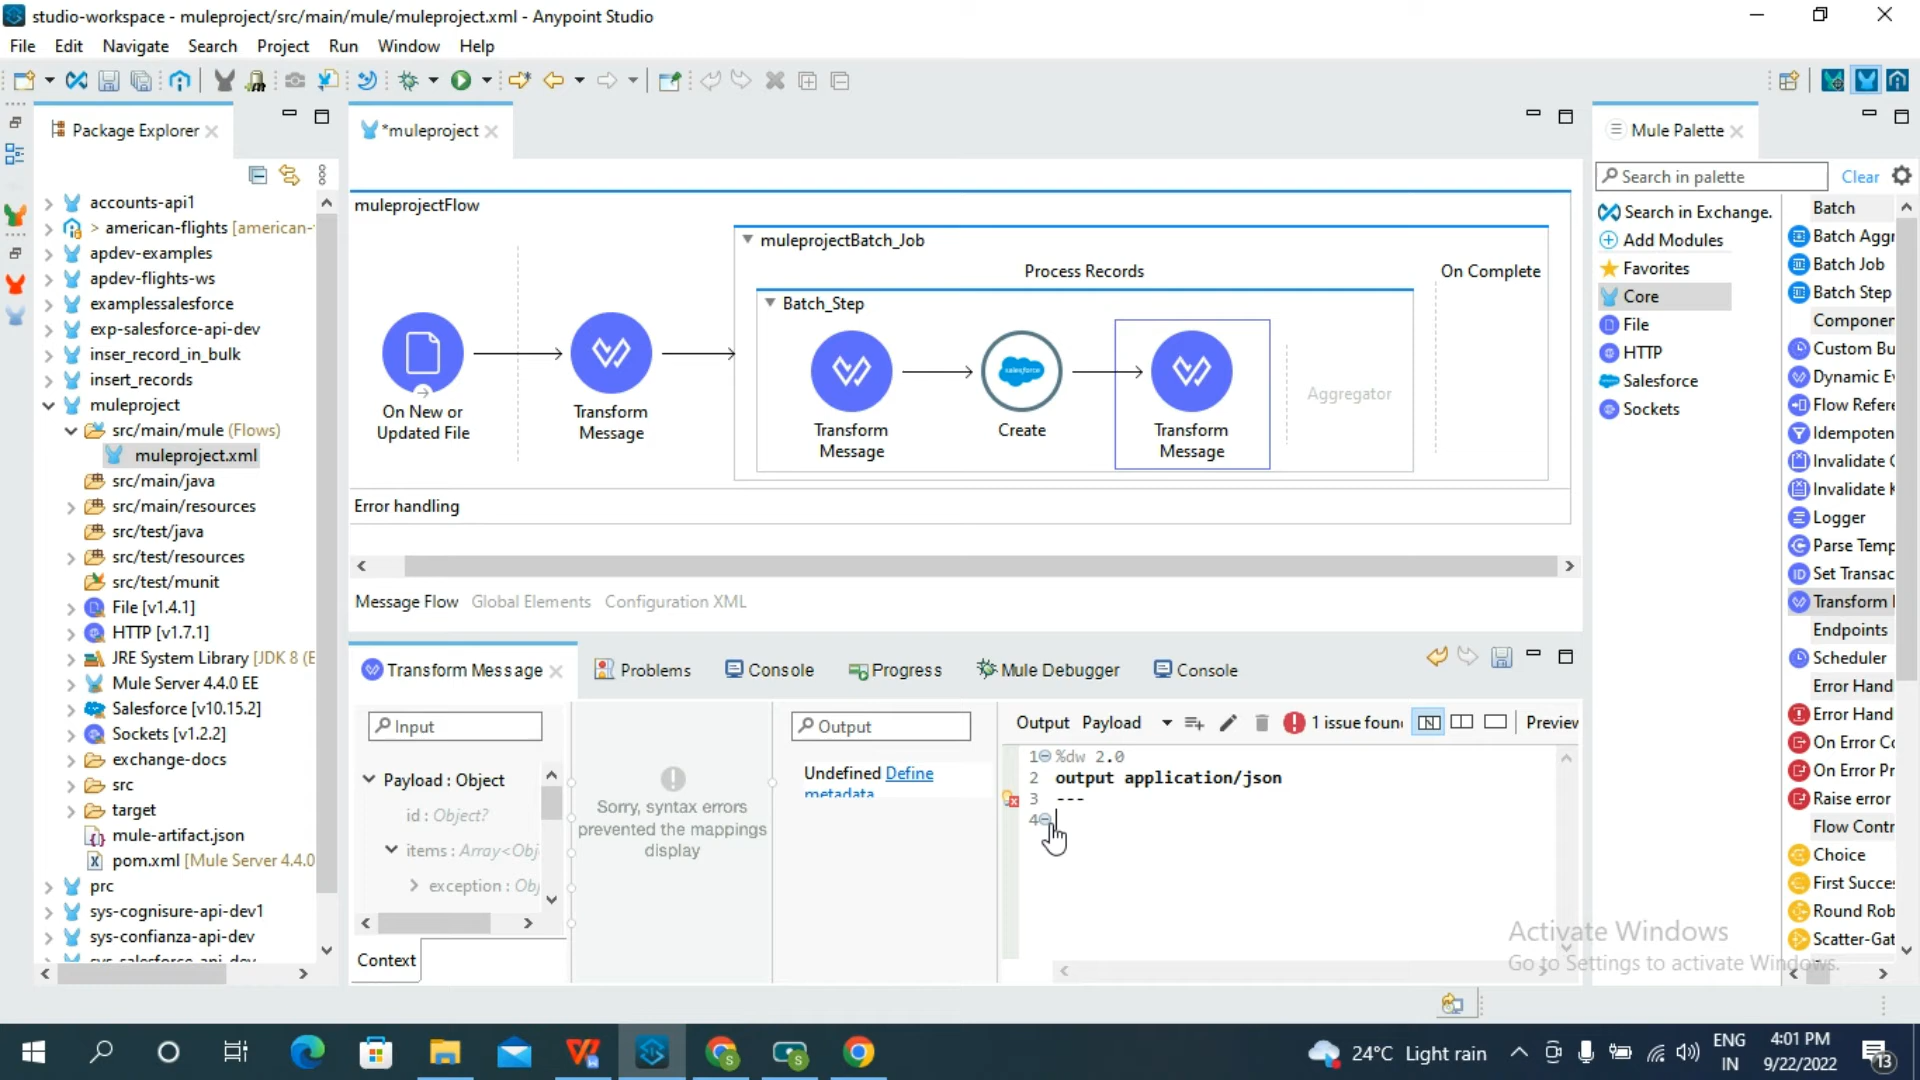 studio-workspace - muleproject/src/main/mule/muleproject.xml - Anypoint Studio
File Edit Navigate Search Project Run Window Help
Package Explorer
accounts-api1
> american-flights [american-
apdev-examples
apdev-flights-ws
examplessalesforce
exp-salesforce-api-dev
inser_record_in_bulk
insert_records
muleproject
src/main/mule (Flows)
muleproject.xml
src/main/java
src/main/resources
src/test/java
src/test/resources
src/test/munit
File [v1.4.1]
HTTP [v1.7.1]
JRE System Library [JDK 8 (E
Mule Server 4.4.0 EE
Salesforce [v10.15.2]
Sockets [v1.2.2]
exchange-docs
src
target
mule-artifact.json
pom.xml [Mule Server 4.4.0
prc
sys-cognisure-api-dev1
sys-confianza-api-dev
sys-salesforce-api-dev
*muleproject
muleprojectFlow
muleprojectBatch_Job
Process Records
On Complete
Batch_Step
On New or
Updated File
Transform
Message
Transform
Message
salesforce
Create
Transform
Message
Aggregator
Error handling
Message Flow Global Elements Configuration XML
Transform Message Problems Console Progress Mule Debugger Console
Input
Payload : Object
id : Object?
items : Array<Obj
exception : Obj
Context
Sorry, syntax errors
prevented the mappings
display
Output
Undefined Define
metadata
Output Payload 1 issue foun Preview
1 %dw 2.0
2 output application/json
3 ---
4
Mule Palette
Search in palette Clear
Search in Exchange.
Add Modules
Favorites
Core
File
HTTP
Salesforce
Sockets
Batch
Batch Aggr
Batch Job
Batch Step
Componen
Custom Bu
Dynamic Ev
Flow Refere
Idempoten
Invalidate C
Invalidate K
Logger
Parse Temp
Set Transac
Transform
Endpoints
Scheduler
Error Hand
Error Hand
On Error Co
On Error Pr
Raise error
Flow Contr
Choice
First Succes
Round Rob
Scatter-Gat
Activate Windows
Go to Settings to activate Windows.
24°C Light rain
ENG
IN
4:01 PM
9/22/2022
13